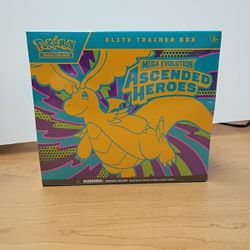 Pokémon
ELITE TRAINER BOX
6+
MEGA EVOLUTION
ASCENDED
HEROES
WARNING: